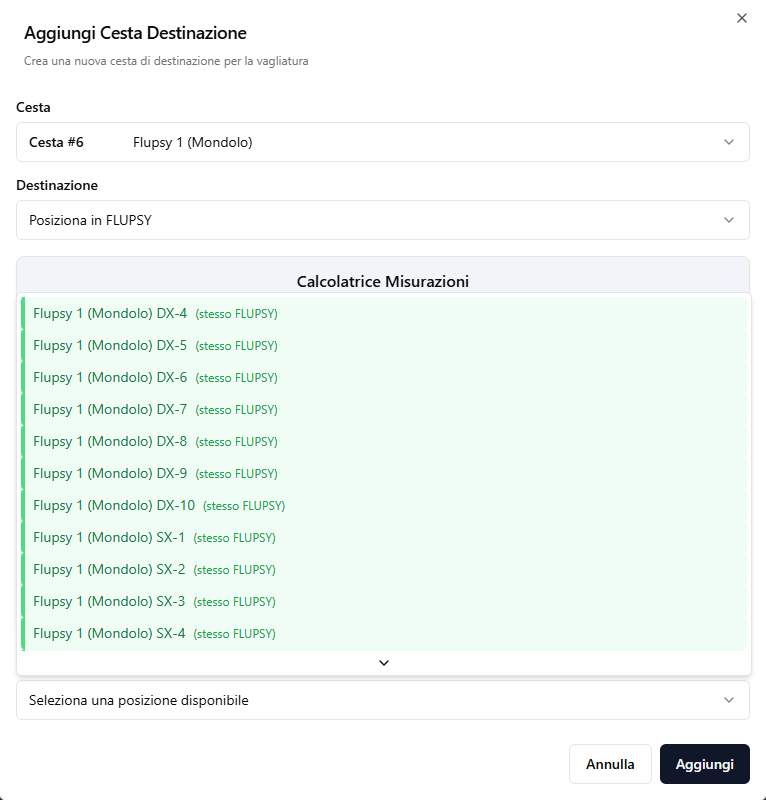 Aggiungi Cesta Destinazione
Crea una nuova cesta di destinazione per la vagliatura
Cesta
Cesta #6 Flupsy 1 (Mondolo)
Destinazione
Posiziona in FLUPSY
Calcolatrice Misurazioni
Flupsy 1 (Mondolo) DX-4 (stesso FLUPSY)
Flupsy 1 (Mondolo) DX-5 (stesso FLUPSY)
Flupsy 1 (Mondolo) DX-6 (stesso FLUPSY)
Flupsy 1 (Mondolo) DX-7 (stesso FLUPSY)
Flupsy 1 (Mondolo) DX-8 (stesso FLUPSY)
Flupsy 1 (Mondolo) DX-9 (stesso FLUPSY)
Flupsy 1 (Mondolo) DX-10 (stesso FLUPSY)
Flupsy 1 (Mondolo) SX-1 (stesso FLUPSY)
Flupsy 1 (Mondolo) SX-2 (stesso FLUPSY)
Flupsy 1 (Mondolo) SX-3 (stesso FLUPSY)
Flupsy 1 (Mondolo) SX-4 (stesso FLUPSY)
Seleziona una posizione disponibile
Annulla
Aggiungi